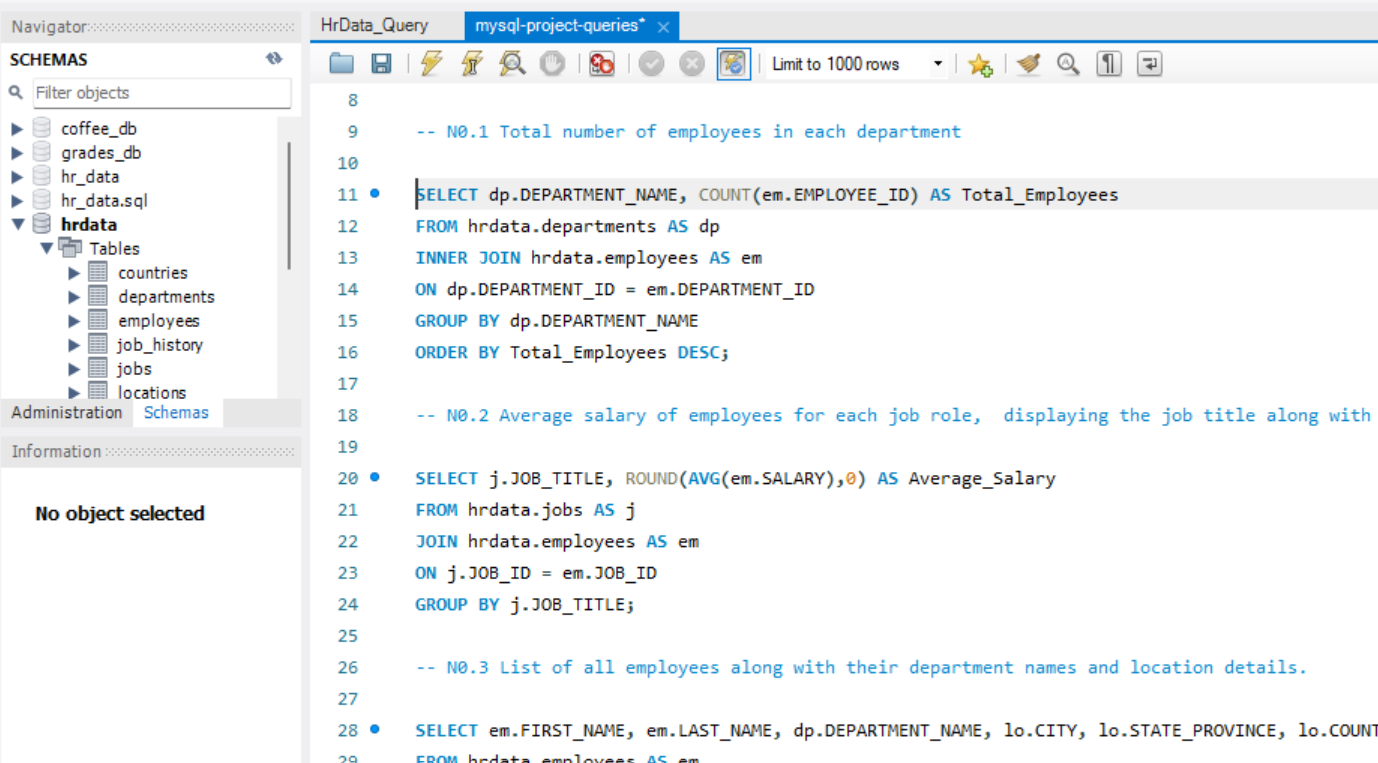 Navigator
SCHEMAS
Filter objects
coffee_db
grades_db
hr_data
hr_data.sql
hrdata
Tables
countries
departments
employees
job_history
jobs
locations
Administration Schemas
Information
No object selected
HrData_Query mysql-project-queries*
Limit to 1000 rows
8
9 -- N0.1 Total number of employees in each department
10
11 SELECT dp.DEPARTMENT_NAME, COUNT(em.EMPLOYEE_ID) AS Total_Employees
12 FROM hrdata.departments AS dp
13 INNER JOIN hrdata.employees AS em
14 ON dp.DEPARTMENT_ID = em.DEPARTMENT_ID
15 GROUP BY dp.DEPARTMENT_NAME
16 ORDER BY Total_Employees DESC;
17
18 -- N0.2 Average salary of employees for each job role,  displaying the job title along with
19
20 SELECT j.JOB_TITLE, ROUND(AVG(em.SALARY),0) AS Average_Salary
21 FROM hrdata.jobs AS j
22 JOIN hrdata.employees AS em
23 ON j.JOB_ID = em.JOB_ID
24 GROUP BY j.JOB_TITLE;
25
26 -- N0.3 List of all employees along with their department names and location details.
27
28 SELECT em.FIRST_NAME, em.LAST_NAME, dp.DEPARTMENT_NAME, lo.CITY, lo.STATE_PROVINCE, lo.COUNT
29 FROM hrdata.employees AS em